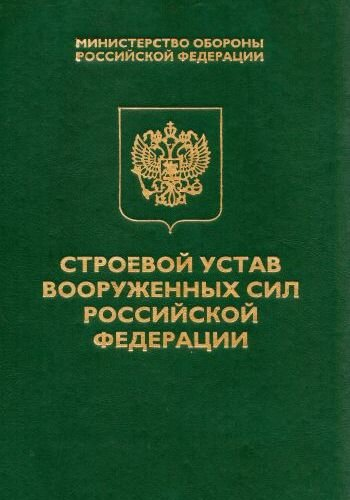 МИНИСТЕРСТВО ОБОРОНЫ
РОССИЙСКОЙ ФЕДЕРАЦИИ
СТРОЕВОЙ УСТАВ
ВООРУЖЕННЫХ СИЛ
РОССИЙСКОЙ
ФЕДЕРАЦИИ